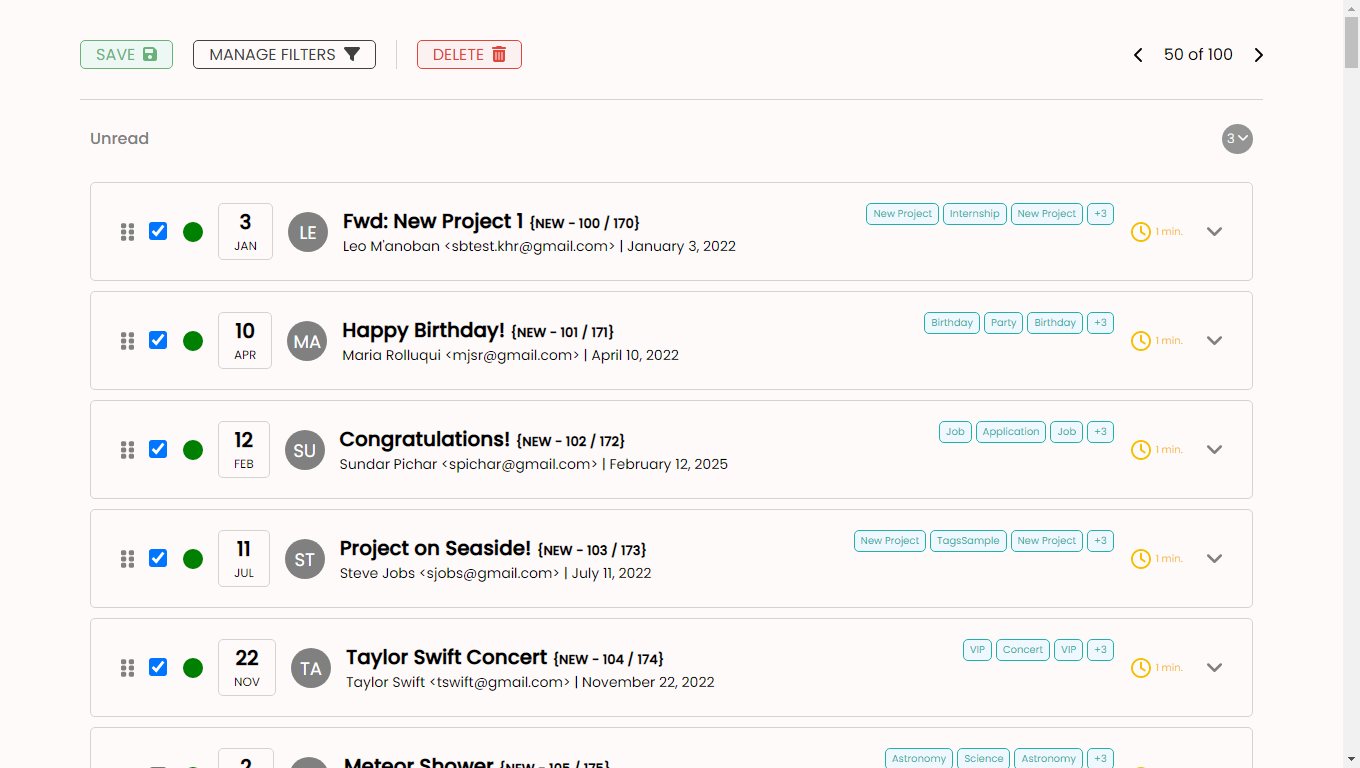 SAVE MANAGE FILTERS DELETE 50 of 100
Unread 3
3 JAN LE Fwd: New Project 1 {NEW - 100 / 170} New Project Internship New Project +3 1 min.
Leo M'anoban <sbtest.khr@gmail.com> | January 3, 2022
10 APR MA Happy Birthday! {NEW - 101 / 171} Birthday Party Birthday +3 1 min.
Maria Rolluqui <mjsr@gmail.com> | April 10, 2022
12 FEB SU Congratulations! {NEW - 102 / 172} Job Application Job +3 1 min.
Sundar Pichar <spichar@gmail.com> | February 12, 2025
11 JUL ST Project on Seaside! {NEW - 103 / 173} New Project TagsSample New Project +3 1 min.
Steve Jobs <sjobs@gmail.com> | July 11, 2022
22 NOV TA Taylor Swift Concert {NEW - 104 / 174} VIP Concert VIP +3 1 min.
Taylor Swift <tswift@gmail.com> | November 22, 2022
2 Meteor Shower {NEW - 105 / 175} Astronomy Science Astronomy +3